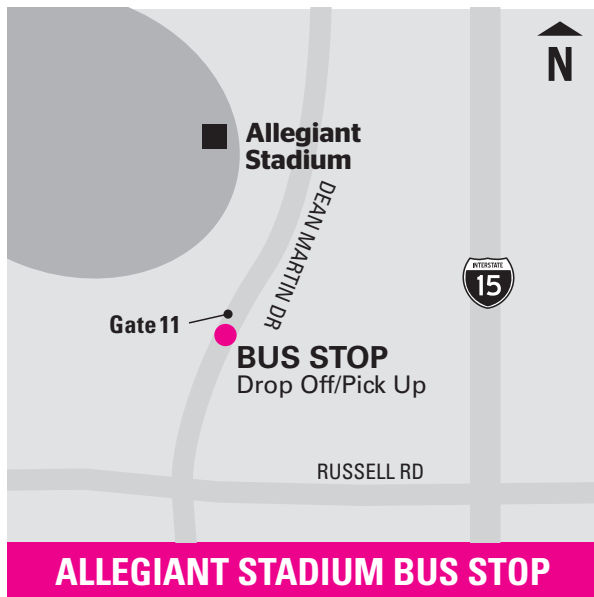 N
Allegiant
Stadium
DEAN MARTIN DR
INTERSTATE
15
Gate 11
BUS STOP
Drop Off/Pick Up
RUSSELL RD
ALLEGIANT STADIUM BUS STOP